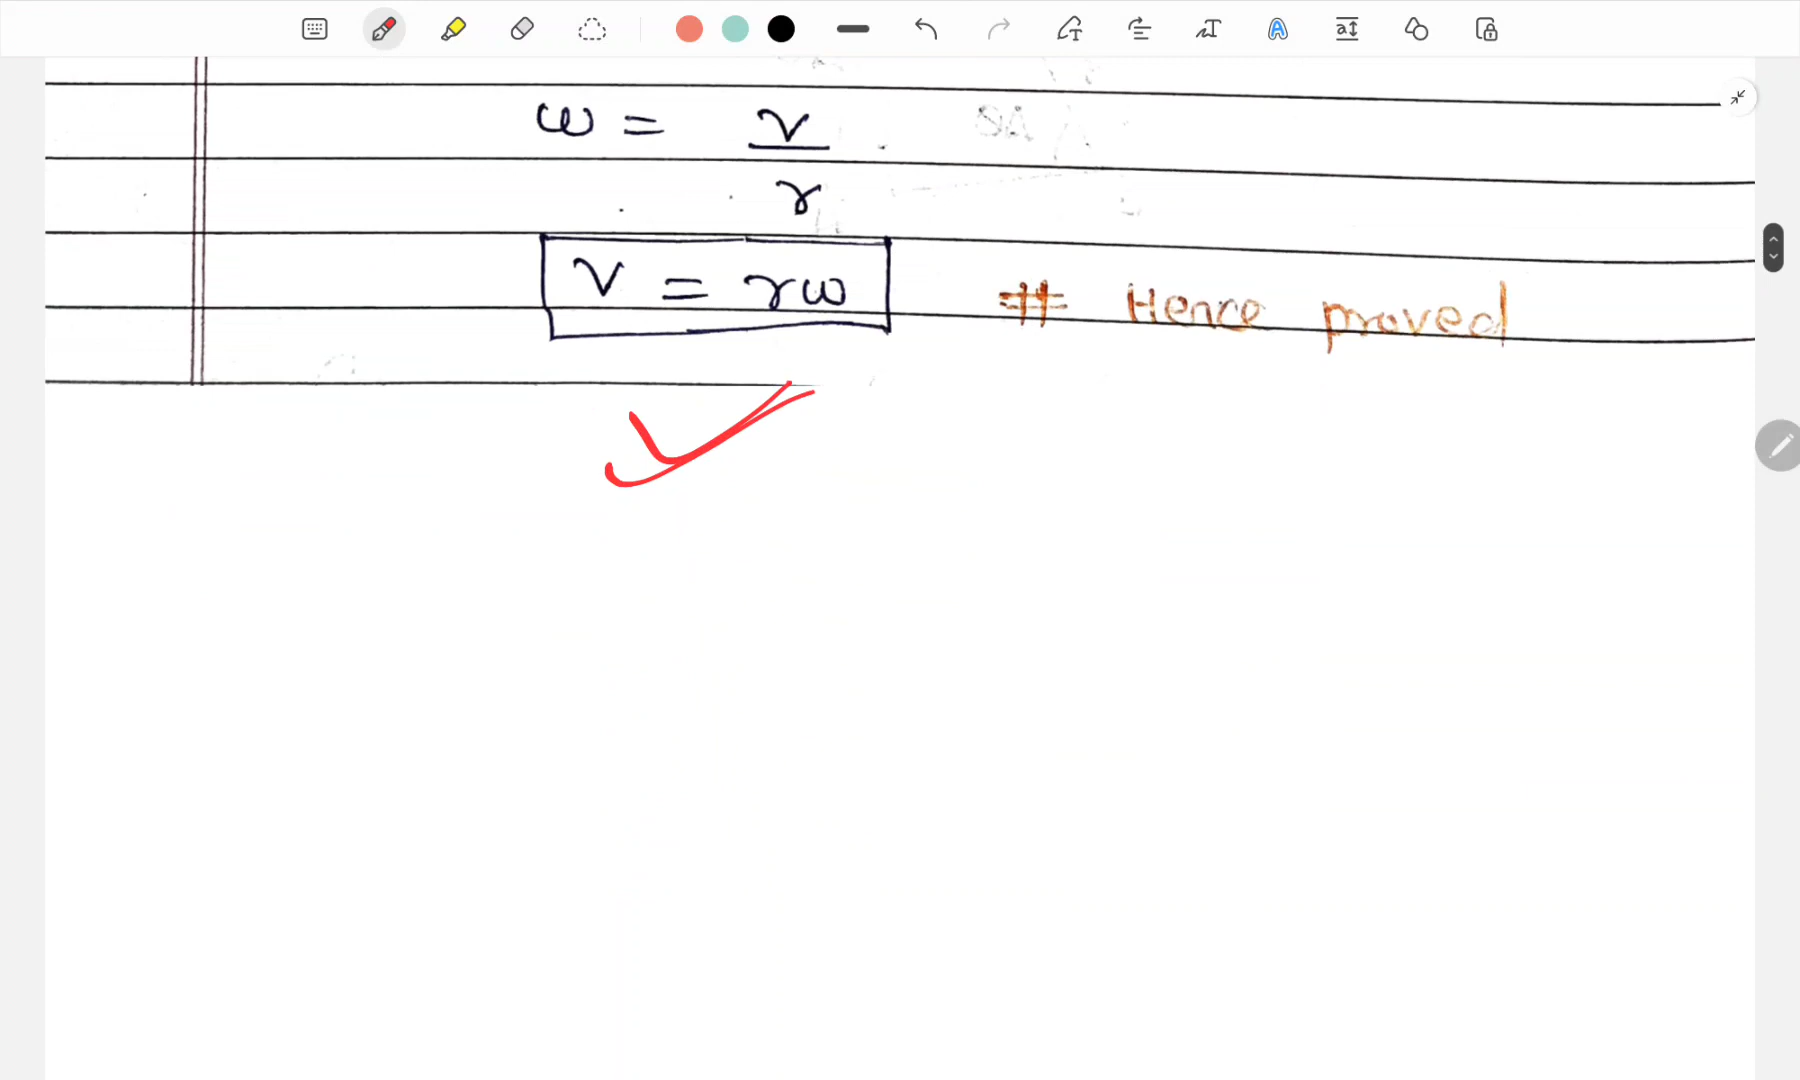 ω = v
r
v = rω # Hence proved